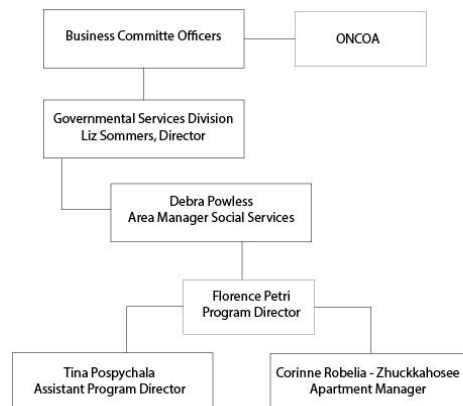 Business Committe Officers
ONCOA
Governmental Services Division
Liz Sommers, Director
Debra Powless
Area Manager Social Services
Florence Petri
Program Director
Tina Pospychala
Assistant Program Director
Corinne Robelia - Zhuckkahosee
Apartment Manager